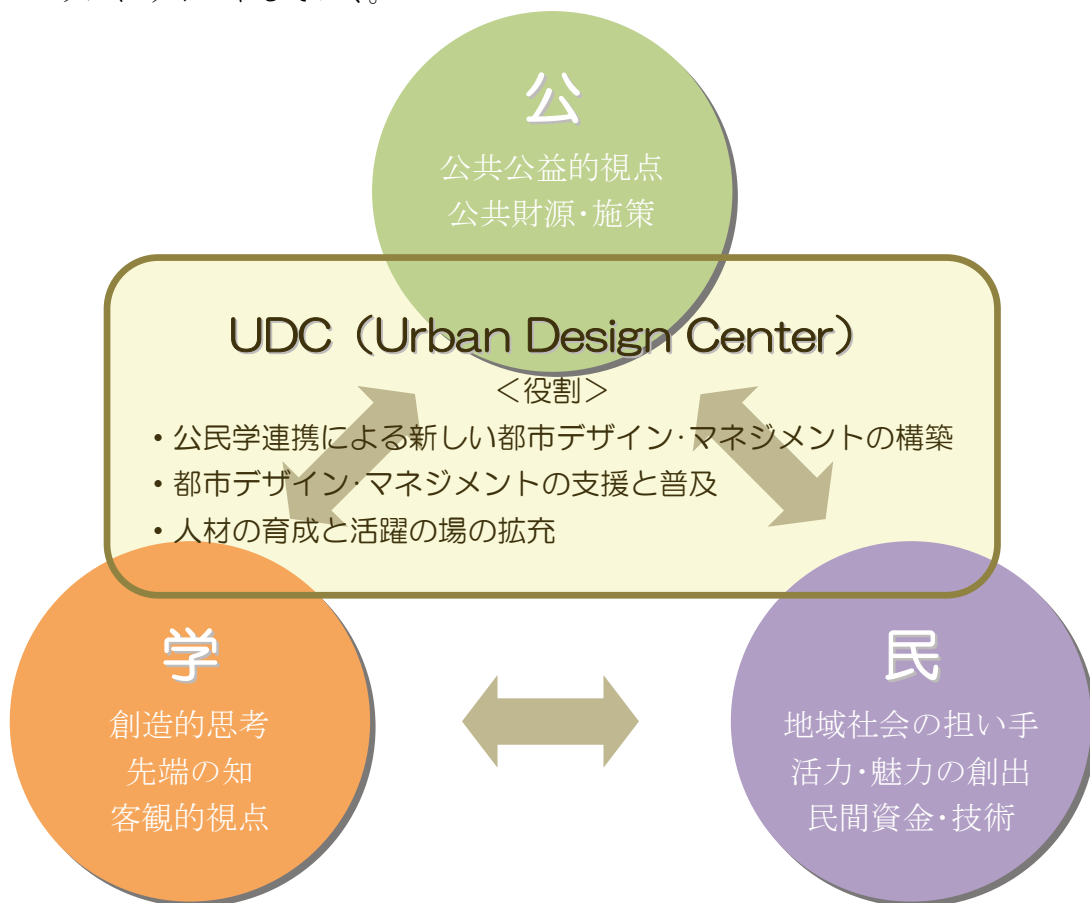 公
公共公益的視点
公共財源・施策
UDC（Urban Design Center）
＜役割＞
・公民学連携による新しい都市デザイン・マネジメントの構築
・都市デザイン・マネジメントの支援と普及
・人材の育成と活躍の場の拡充
学
創造的思考
先端の知
客観的視点
民
地域社会の担い手
活力・魅力の創出
民間資金・技術